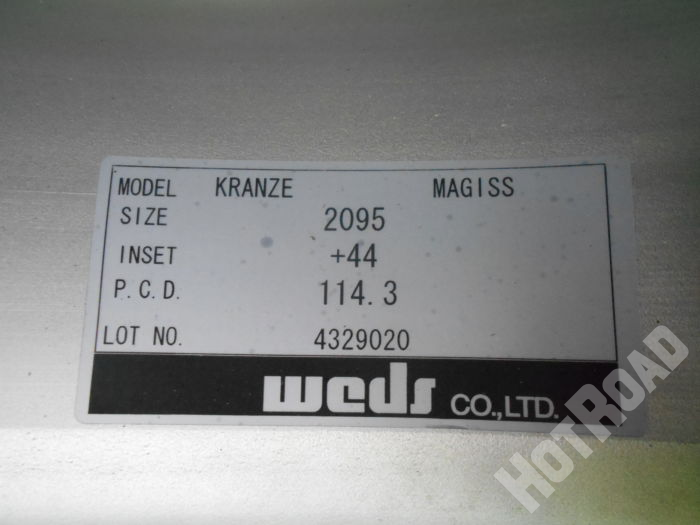 MODEL KRANZE MAGISS
SIZE 2095
INSET +44
P.C.D. 114.3
LOT NO. 4329020
weds CO.,LTD.
HOTROAD